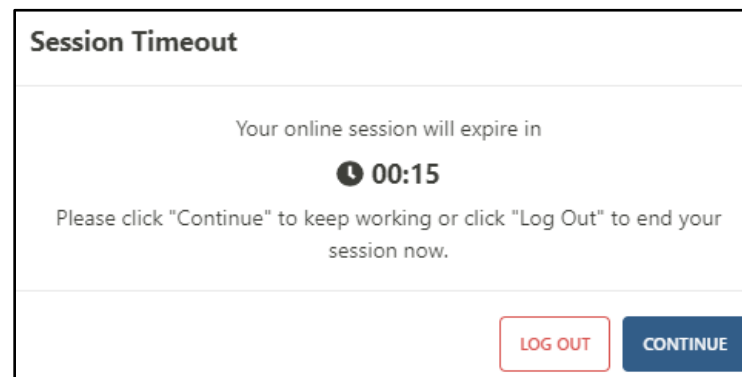 Session Timeout
Your online session will expire in
00:15
Please click "Continue" to keep working or click "Log Out" to end your
session now.
LOG OUT CONTINUE